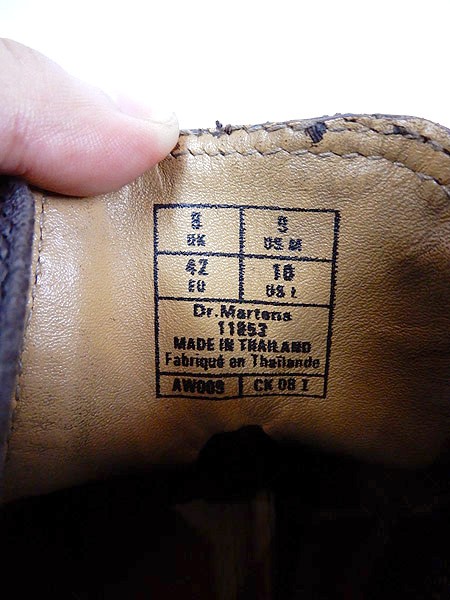 8 9
UK US M
42 10
EU US L
Dr.Martens
11853
MADE IN THAILAND
Fabriqué en Thaïlande
AW009 CK 08 I